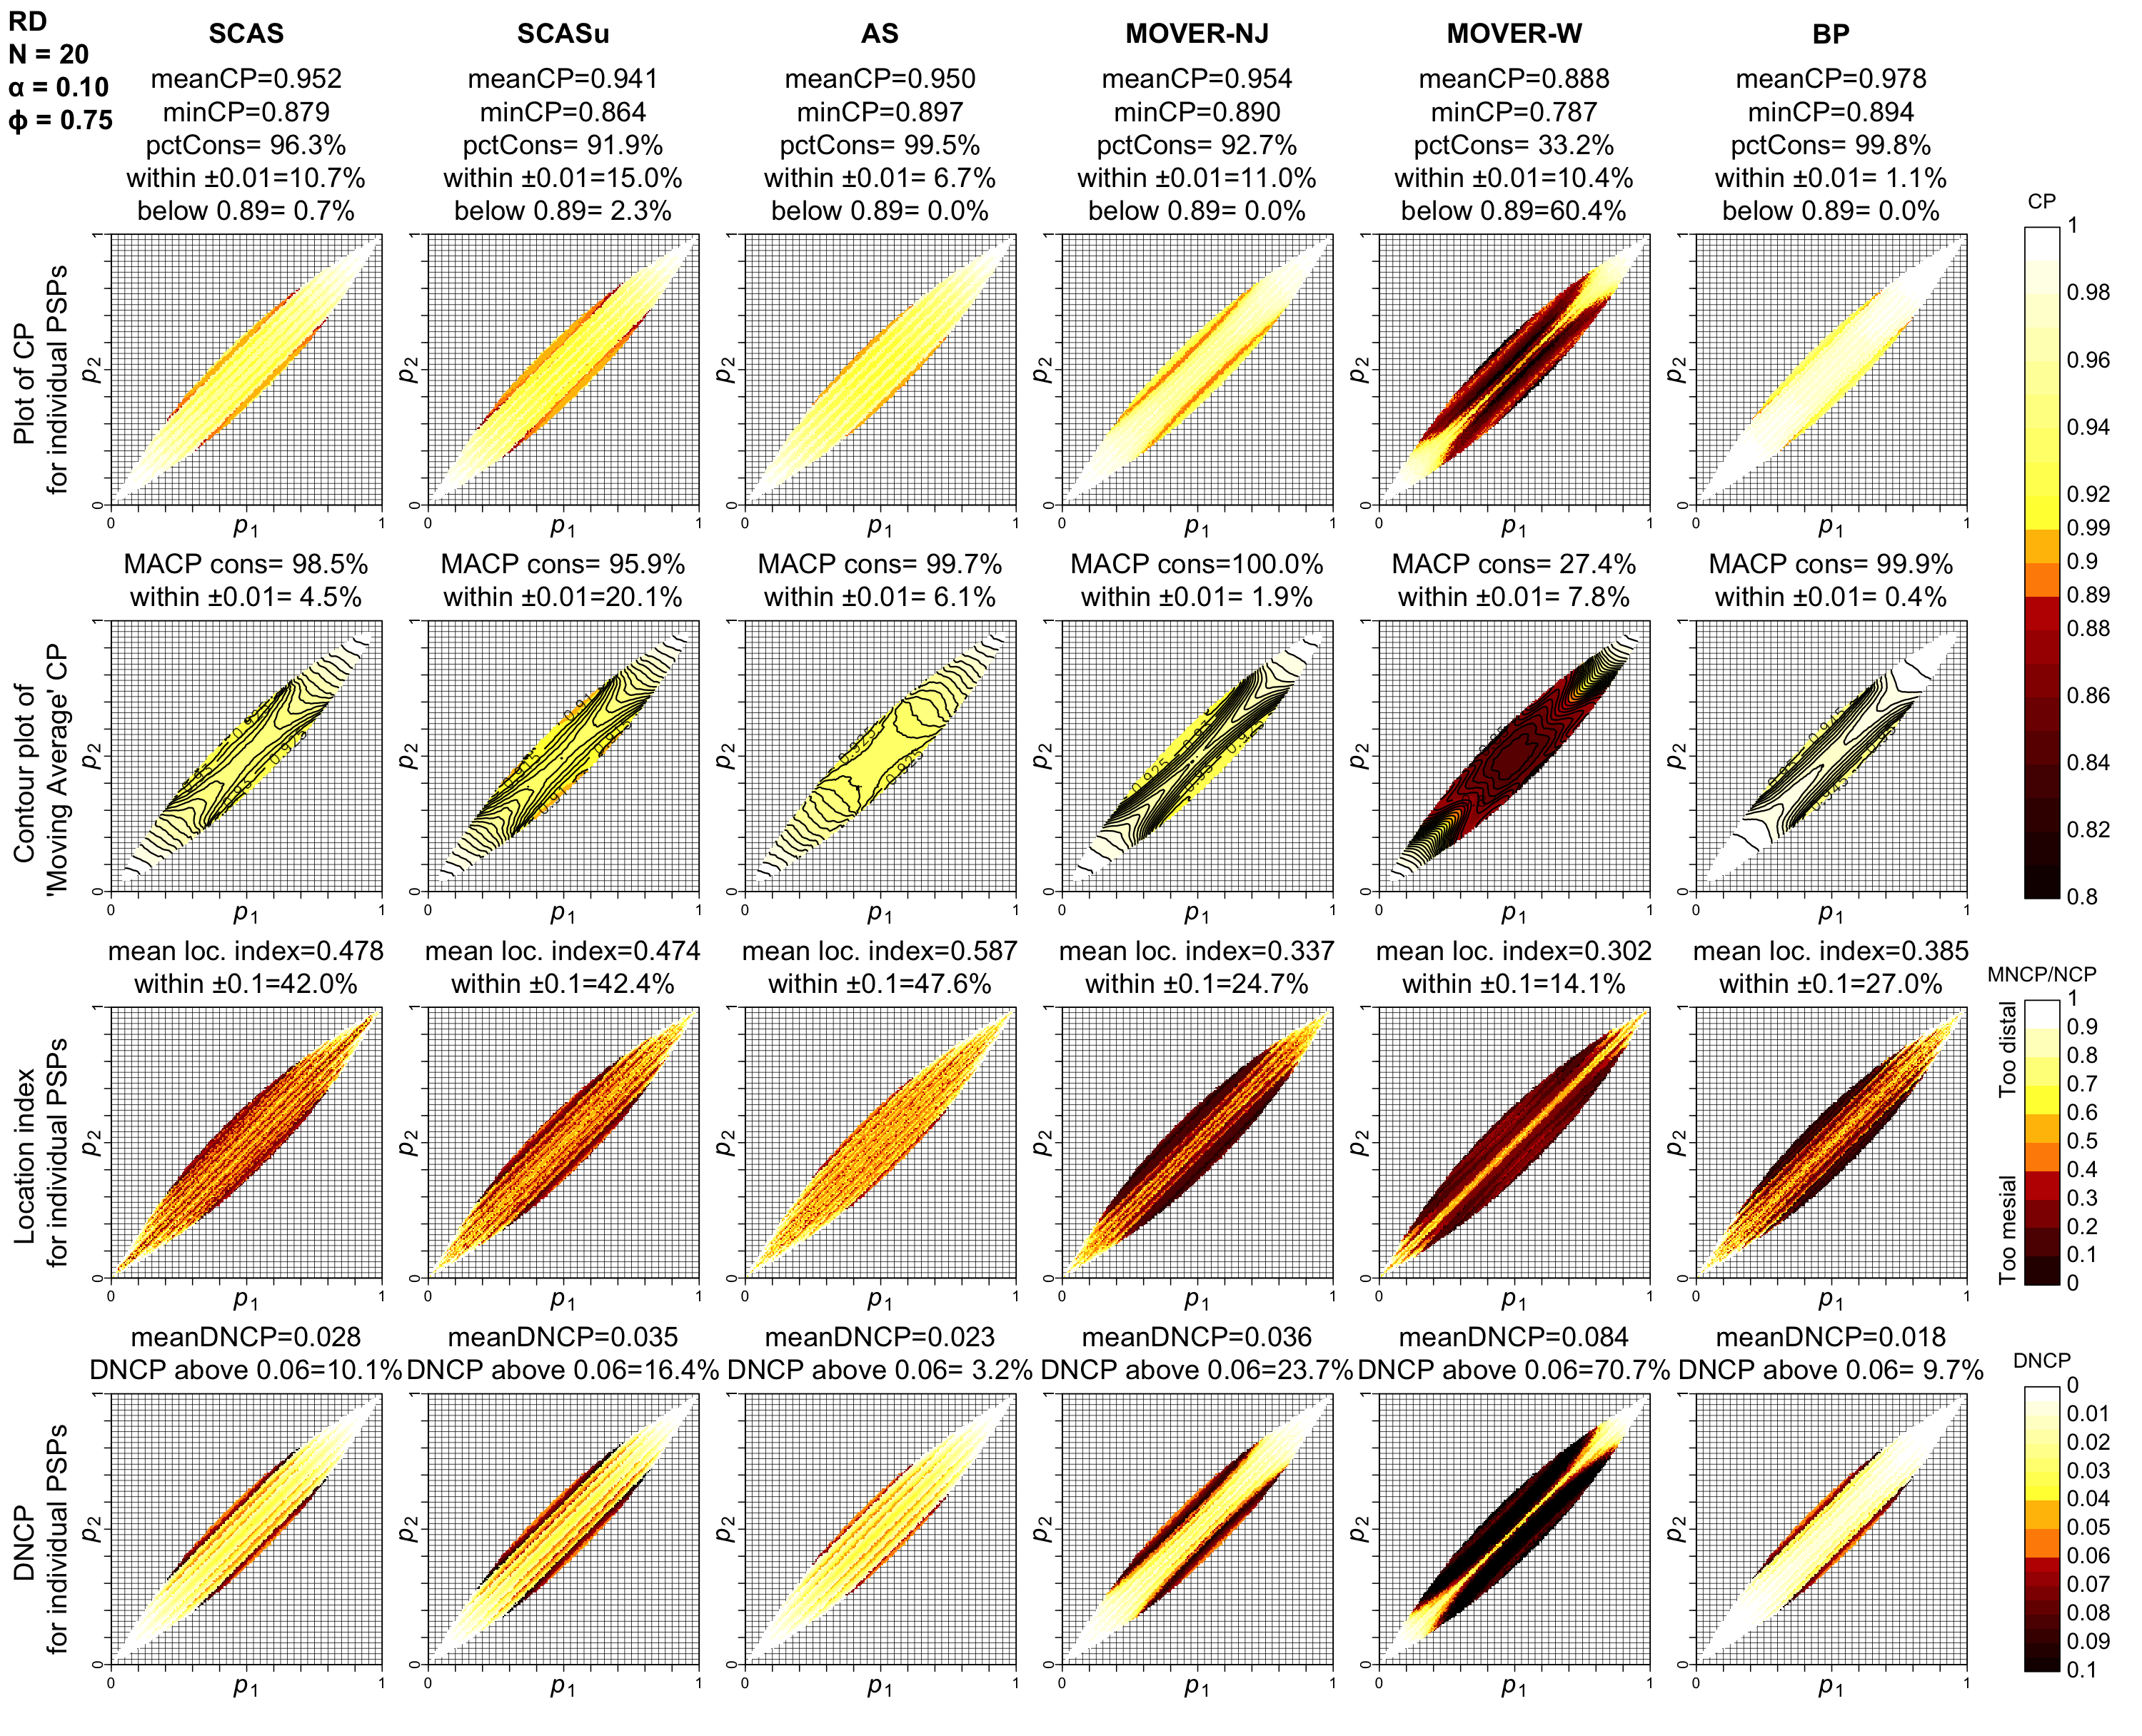 RD
N = 20
α = 0.10
ϕ = 0.75
SCAS
SCASu
AS
MOVER-NJ
MOVER-W
BP
meanCP=0.952
minCP=0.879
pctCons= 96.3%
within ±0.01=10.7%
below 0.89= 0.7%
meanCP=0.941
minCP=0.864
pctCons= 91.9%
within ±0.01=15.0%
below 0.89= 2.3%
meanCP=0.950
minCP=0.897
pctCons= 99.5%
within ±0.01= 6.7%
below 0.89= 0.0%
meanCP=0.954
minCP=0.890
pctCons= 92.7%
within ±0.01=11.0%
below 0.89= 0.0%
meanCP=0.888
minCP=0.787
pctCons= 33.2%
within ±0.01=10.4%
below 0.89=60.4%
meanCP=0.978
minCP=0.894
pctCons= 99.8%
within ±0.01= 1.1%
below 0.89= 0.0%
Plot of CP
for individual PSPs
p2
p1
0
1
CP
1
0.98
0.96
0.94
0.92
0.99
0.9
0.89
0.88
0.86
0.84
0.82
0.8
MACP cons= 98.5%
within ±0.01= 4.5%
MACP cons= 95.9%
within ±0.01=20.1%
MACP cons= 99.7%
within ±0.01= 6.1%
MACP cons=100.0%
within ±0.01= 1.9%
MACP cons= 27.4%
within ±0.01= 7.8%
MACP cons= 99.9%
within ±0.01= 0.4%
Contour plot of
'Moving Average' CP
p2
p1
0
1
mean loc. index=0.478
within ±0.1=42.0%
mean loc. index=0.474
within ±0.1=42.4%
mean loc. index=0.587
within ±0.1=47.6%
mean loc. index=0.337
within ±0.1=24.7%
mean loc. index=0.302
within ±0.1=14.1%
mean loc. index=0.385
within ±0.1=27.0%
Location index
for individual PSPs
p2
p1
0
1
MNCP/NCP
Too distal
Too mesial
1
0.9
0.8
0.7
0.6
0.5
0.4
0.3
0.2
0.1
0
meanDNCP=0.028
DNCP above 0.06=10.1%
meanDNCP=0.035
DNCP above 0.06=16.4%
meanDNCP=0.023
DNCP above 0.06= 3.2%
meanDNCP=0.036
DNCP above 0.06=23.7%
meanDNCP=0.084
DNCP above 0.06=70.7%
meanDNCP=0.018
DNCP above 0.06= 9.7%
DNCP
for individual PSPs
p2
p1
0
1
DNCP
0
0.01
0.02
0.03
0.04
0.05
0.06
0.07
0.08
0.09
0.1